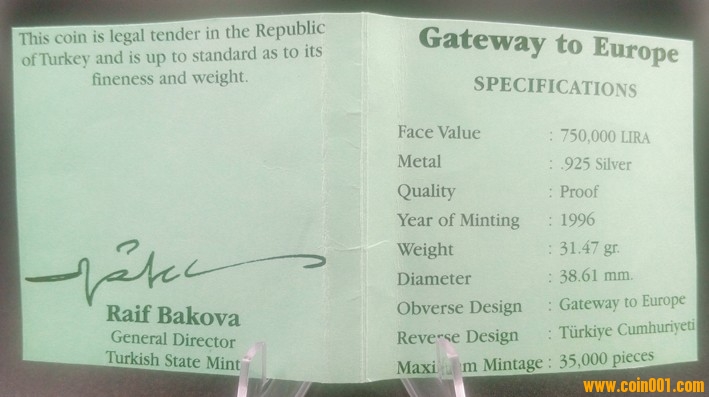 This coin is legal tender in the Republic
of Turkey and is up to standard as to its
fineness and weight.
Raif Bakova
General Director
Turkish State Mint
Gateway to Europe
SPECIFICATIONS
Face Value : 750,000 LIRA
Metal : .925 Silver
Quality : Proof
Year of Minting : 1996
Weight : 31.47 gr.
Diameter : 38.61 mm.
Obverse Design : Gateway to Europe
Reverse Design : Türkiye Cumhuriyeti
Maximum Mintage : 35,000 pieces
www.coin001.com